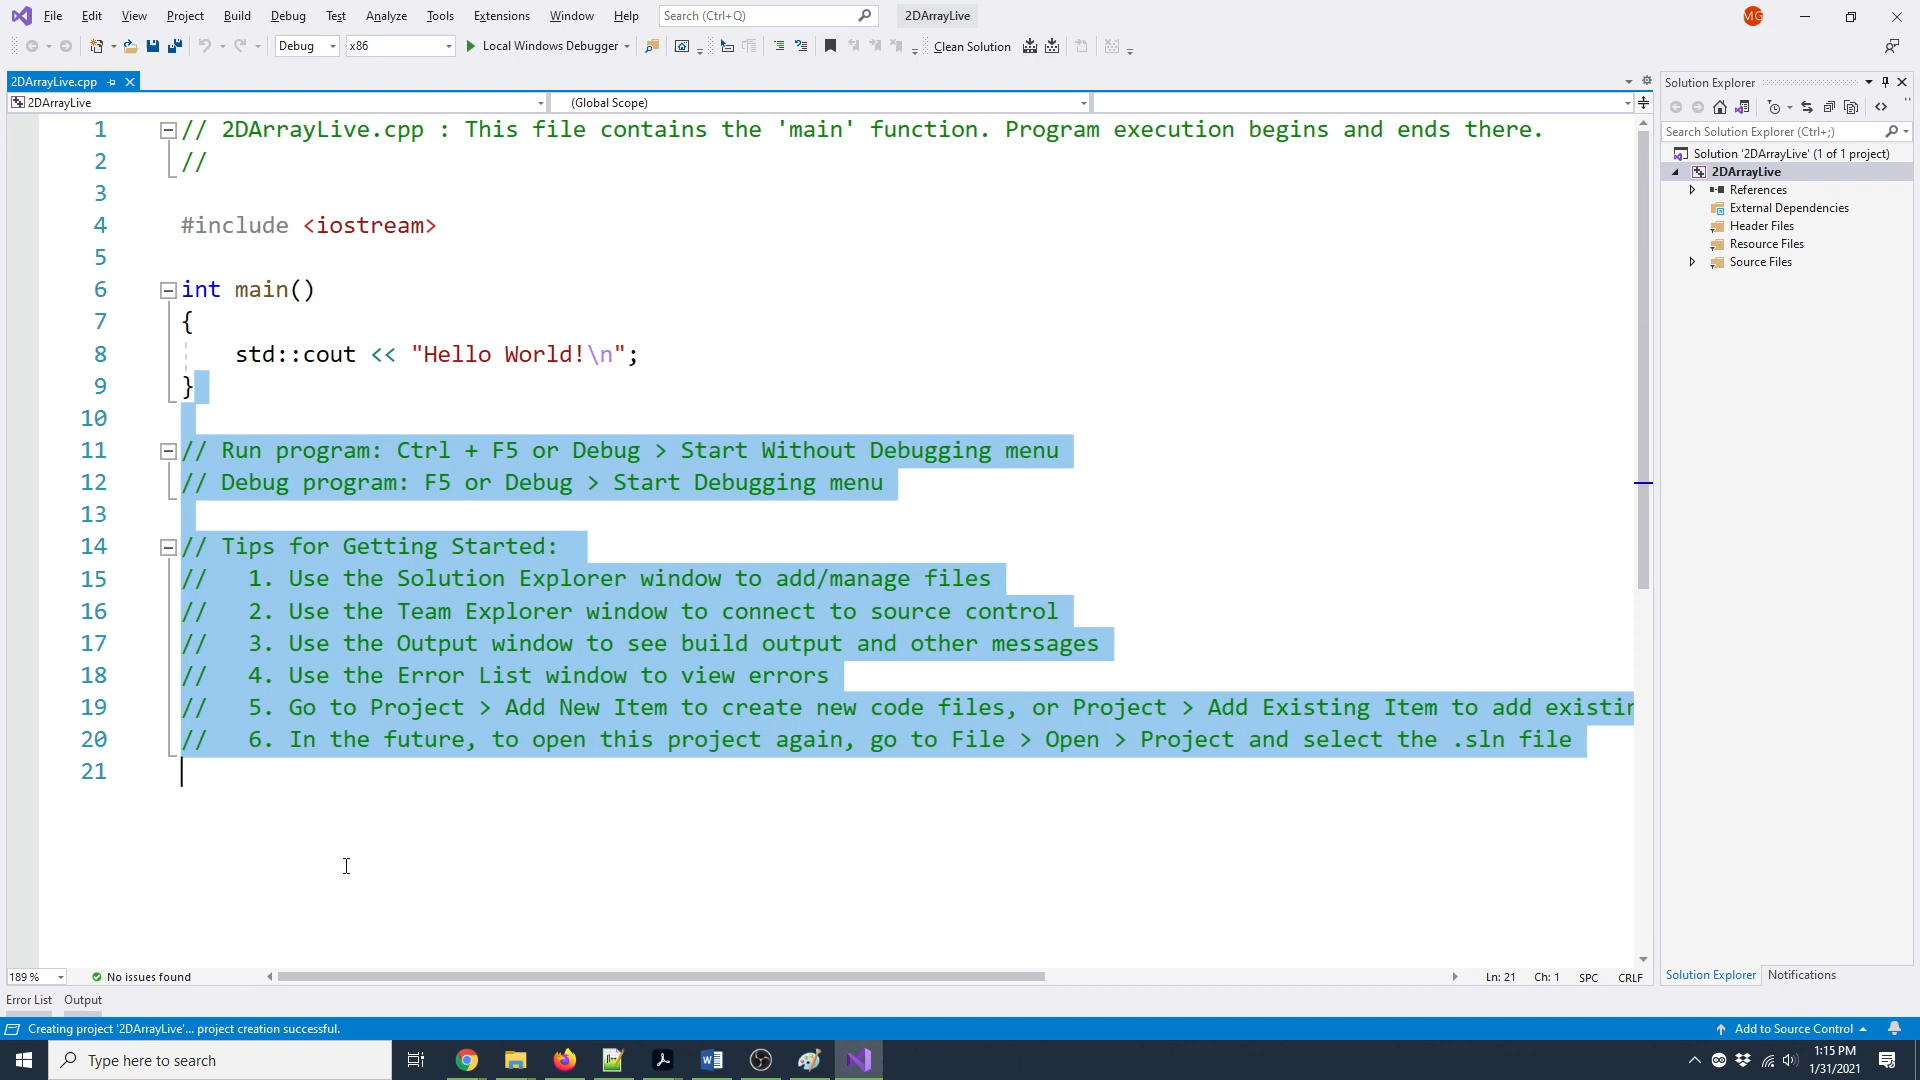 File Edit View Project Build Debug Test Analyze Tools Extensions Window Help Search (Ctrl+Q) 2DArrayLive MG
Debug x86 Local Windows Debugger Clean Solution
2DArrayLive.cpp
2DArrayLive (Global Scope)
1 // 2DArrayLive.cpp : This file contains the 'main' function. Program execution begins and ends there.
2 //
3
4 #include <iostream>
5
6 int main()
7 {
8 std::cout << "Hello World!\n";
9 }
10
11 // Run program: Ctrl + F5 or Debug > Start Without Debugging menu
12 // Debug program: F5 or Debug > Start Debugging menu
13
14 // Tips for Getting Started:
15 // 1. Use the Solution Explorer window to add/manage files
16 // 2. Use the Team Explorer window to connect to source control
17 // 3. Use the Output window to see build output and other messages
18 // 4. Use the Error List window to view errors
19 // 5. Go to Project > Add New Item to create new code files, or Project > Add Existing Item to add existin
20 // 6. In the future, to open this project again, go to File > Open > Project and select the .sln file
21
Solution Explorer
Search Solution Explorer (Ctrl+;)
Solution '2DArrayLive' (1 of 1 project)
2DArrayLive
References
External Dependencies
Header Files
Resource Files
Source Files
189 % No issues found Ln: 21 Ch: 1 SPC CRLF
Solution Explorer Notifications
Error List Output
Creating project '2DArrayLive'... project creation successful. Add to Source Control
Type here to search
1:15 PM
1/31/2021